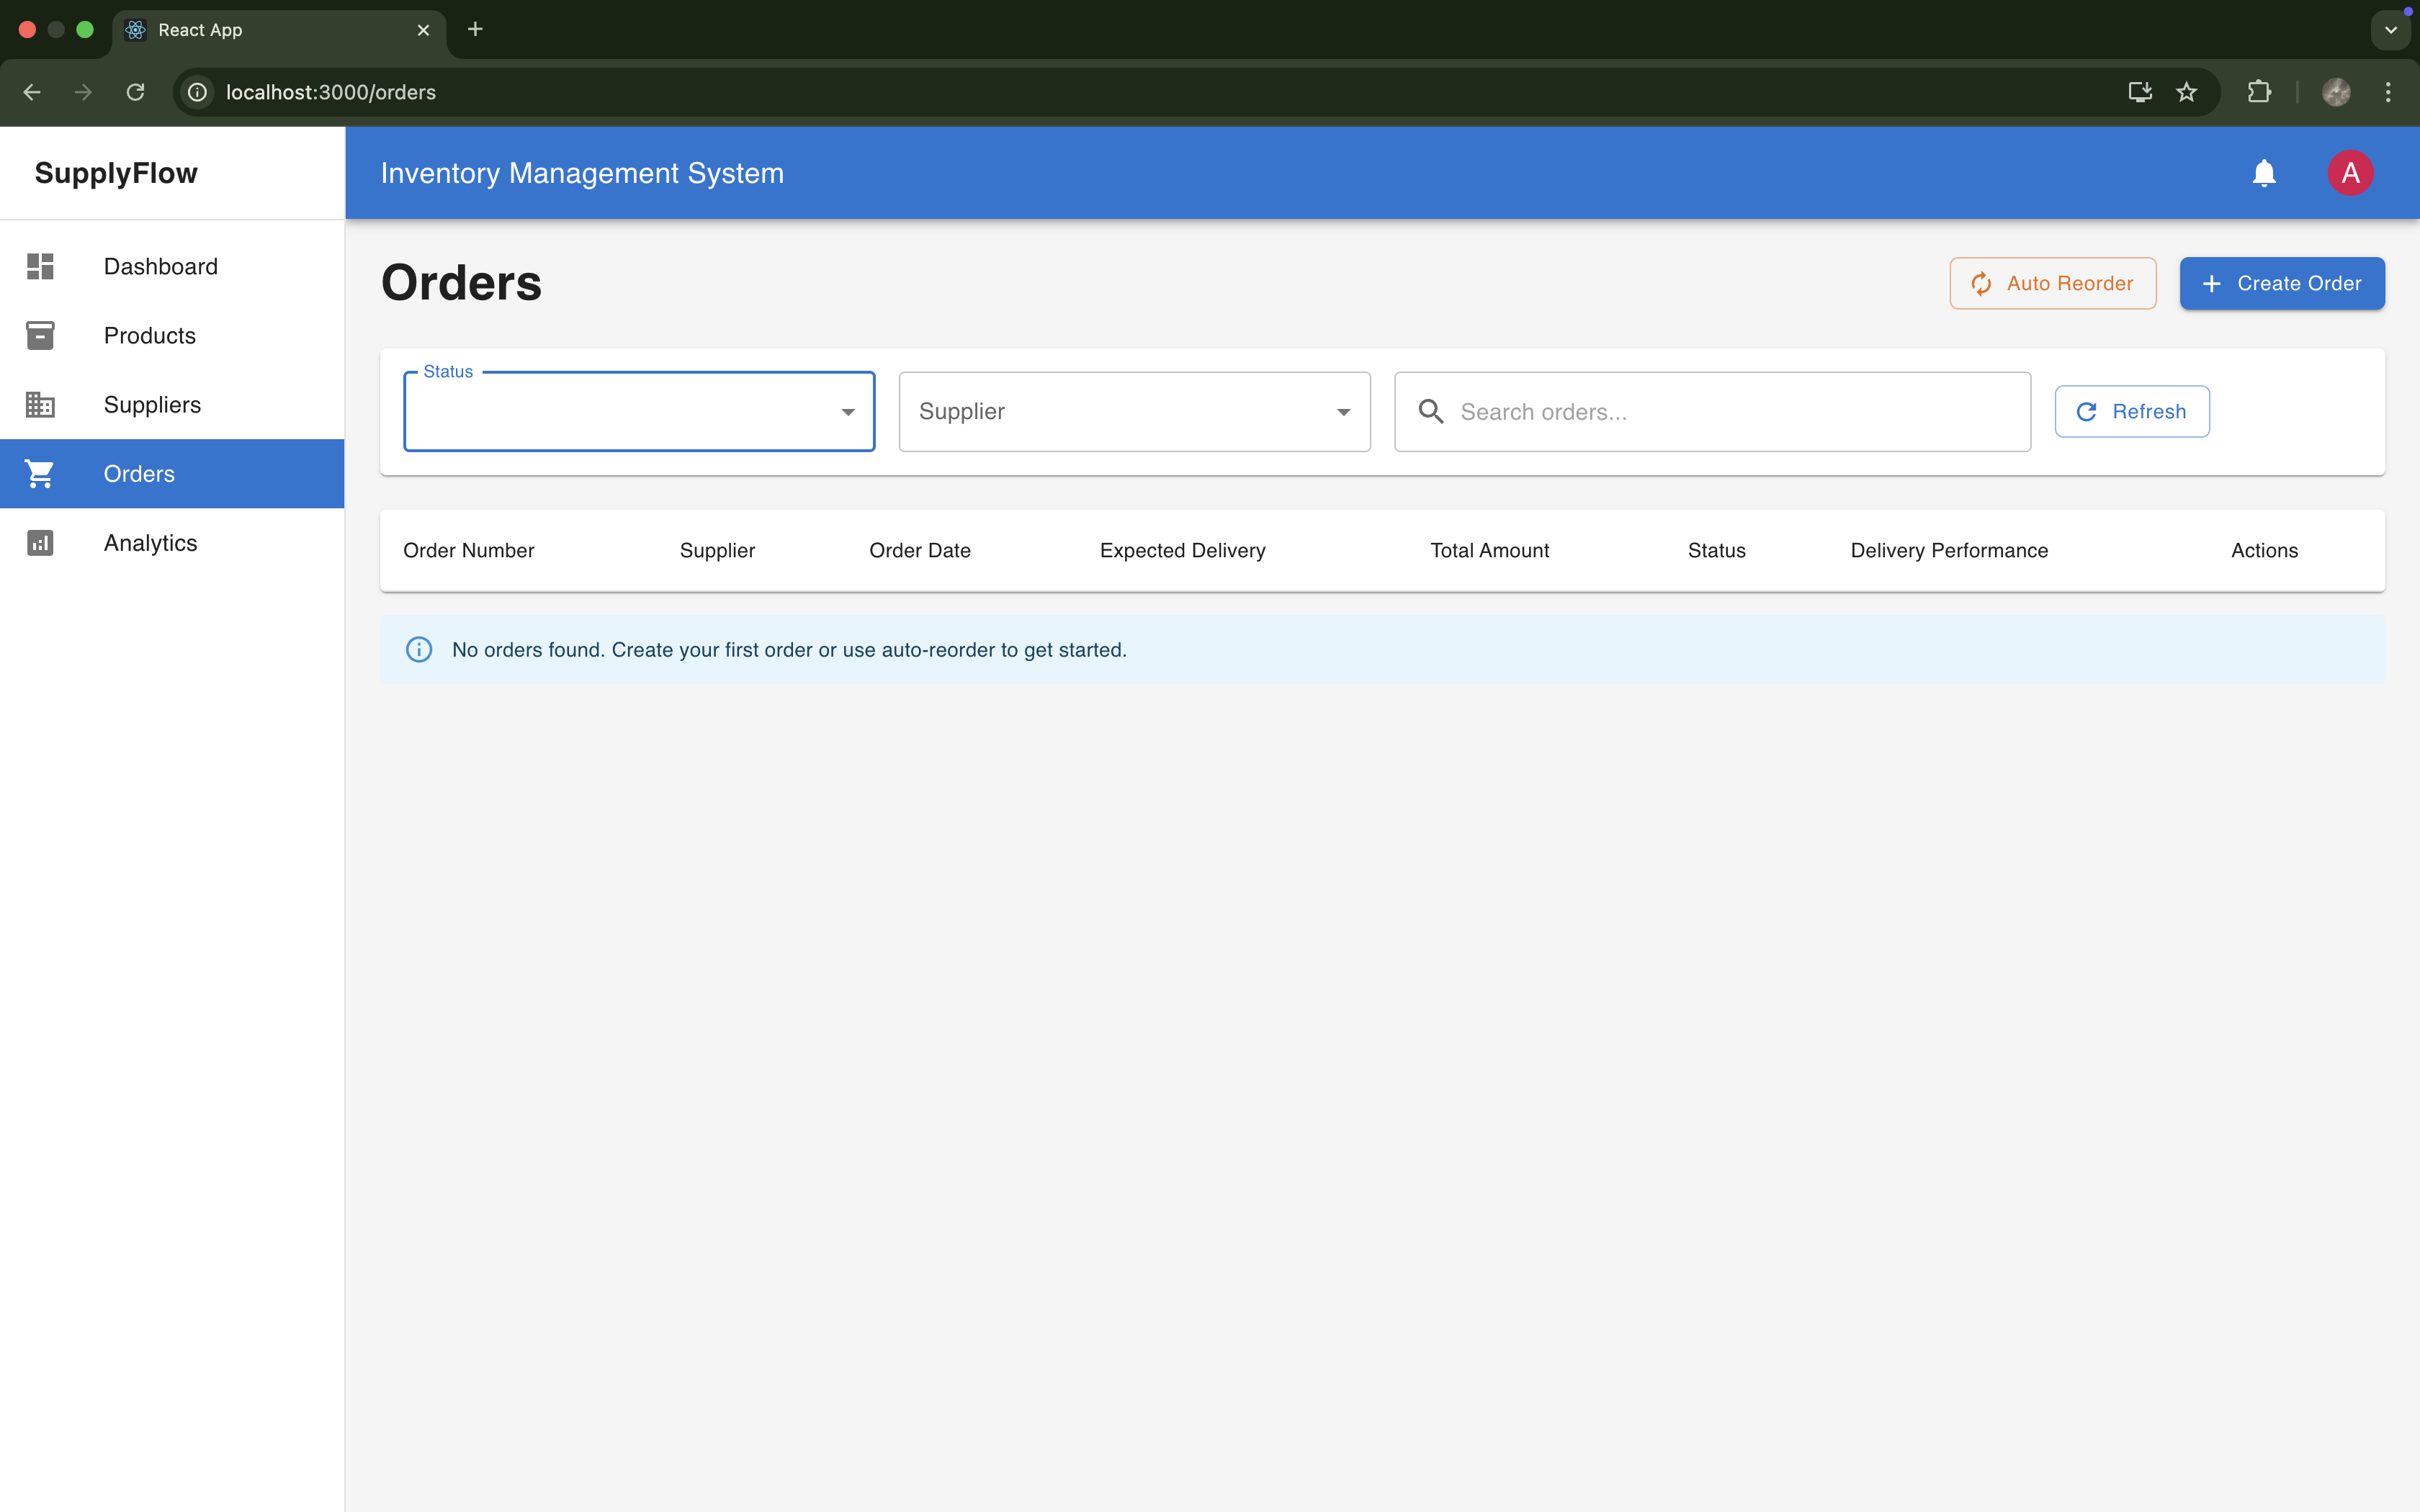 React App
localhost:3000/orders
SupplyFlow
Inventory Management System
A
Dashboard
Products
Suppliers
Orders
Analytics
Orders
Auto Reorder
Create Order
Status
Supplier
Search orders...
Refresh
Order Number Supplier Order Date Expected Delivery Total Amount Status Delivery Performance Actions
No orders found. Create your first order or use auto-reorder to get started.